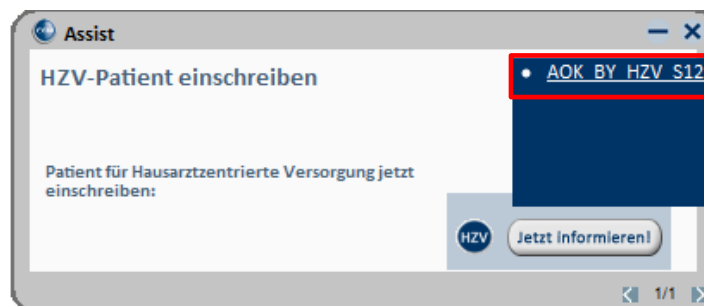 Assist
HZV-Patient einschreiben
AOK_BY_HZV_S12
Patient für Hausarztzentrierte Versorgung jetzt
einschreiben:
HZV
Jetzt informieren!
1/1